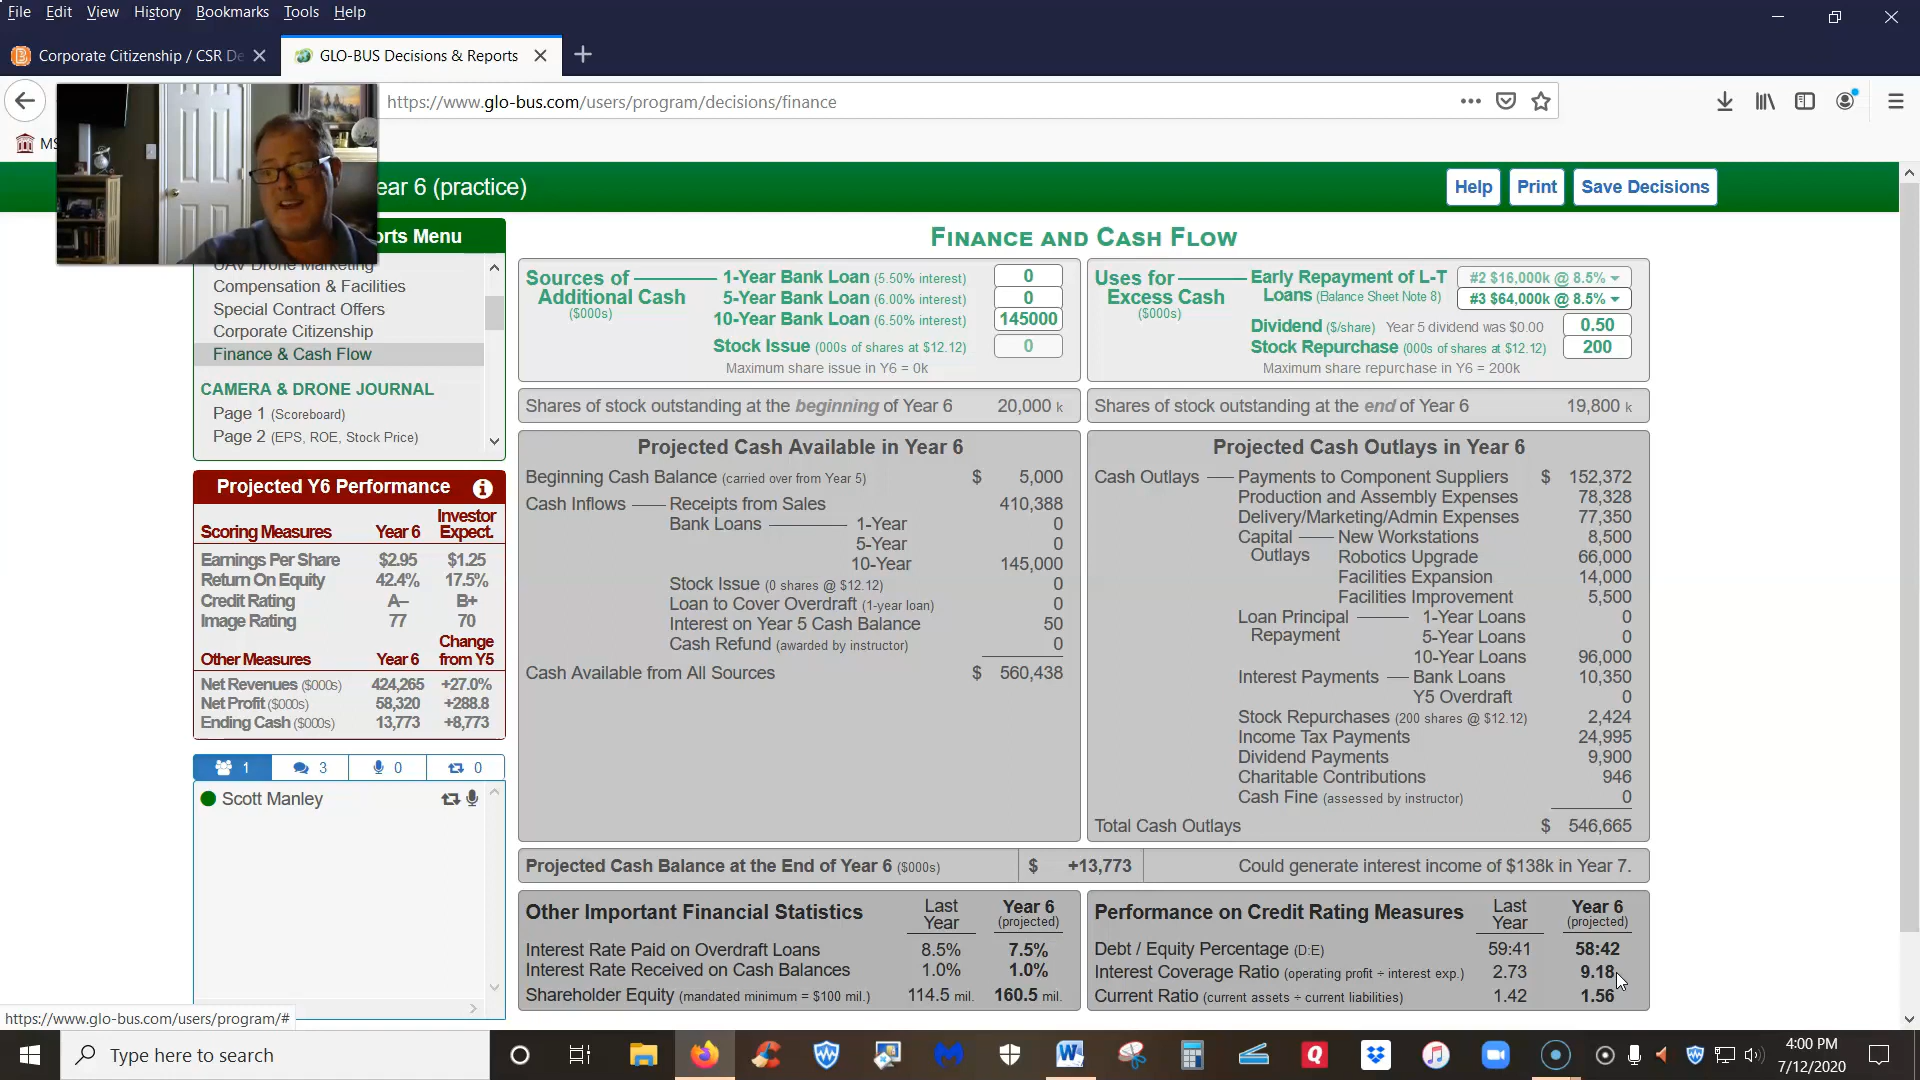 File Edit View History Bookmarks Tools Help
Corporate Citizenship / CSR De
GLO-BUS Decisions & Reports
https://www.glo-bus.com/users/program/decisions/finance
ear 6 (practice)
Help Print Save Decisions
orts Menu
UAV Drone Marketing
Compensation & Facilities
Special Contract Offers
Corporate Citizenship
Finance & Cash Flow
CAMERA & DRONE JOURNAL
Page 1 (Scoreboard)
Page 2 (EPS, ROE, Stock Price)
Projected Y6 Performance
Scoring Measures Year 6 Investor Expect.
Earnings Per Share $2.95 $1.25
Return On Equity 42.4% 17.5%
Credit Rating A– B+
Image Rating 77 70
Other Measures Year 6 Change from Y5
Net Revenues ($000s) 424,265 +27.0%
Net Profit ($000s) 58,320 +288.8
Ending Cash ($000s) 13,773 +8,773
1 3 0 0
Scott Manley
FINANCE AND CASH FLOW
Sources of Additional Cash ($000s)
1-Year Bank Loan (5.50% interest) 0
5-Year Bank Loan (6.00% interest) 0
10-Year Bank Loan (6.50% interest) 145000
Stock Issue (000s of shares at $12.12) 0
Maximum share issue in Y6 = 0k
Uses for Excess Cash ($000s)
Early Repayment of L-T Loans (Balance Sheet Note 8)
#2 $16,000k @ 8.5%
#3 $64,000k @ 8.5%
Dividend ($/share) Year 5 dividend was $0.00 0.50
Stock Repurchase (000s of shares at $12.12) 200
Maximum share repurchase in Y6 = 200k
Shares of stock outstanding at the beginning of Year 6 20,000 k
Shares of stock outstanding at the end of Year 6 19,800 k
Projected Cash Available in Year 6
Beginning Cash Balance (carried over from Year 5) $ 5,000
Cash Inflows Receipts from Sales 410,388
Bank Loans 1-Year 0
5-Year 0
10-Year 145,000
Stock Issue (0 shares @ $12.12) 0
Loan to Cover Overdraft (1-year loan) 0
Interest on Year 5 Cash Balance 50
Cash Refund (awarded by instructor) 0
Cash Available from All Sources $ 560,438
Projected Cash Outlays in Year 6
Cash Outlays Payments to Component Suppliers $ 152,372
Production and Assembly Expenses 78,328
Delivery/Marketing/Admin Expenses 77,350
Capital Outlays New Workstations 8,500
Robotics Upgrade 66,000
Facilities Expansion 14,000
Facilities Improvement 5,500
Loan Principal Repayment 1-Year Loans 0
5-Year Loans 0
10-Year Loans 96,000
Interest Payments Bank Loans 10,350
Y5 Overdraft 0
Stock Repurchases (200 shares @ $12.12) 2,424
Income Tax Payments 24,995
Dividend Payments 9,900
Charitable Contributions 946
Cash Fine (assessed by instructor) 0
Total Cash Outlays $ 546,665
Projected Cash Balance at the End of Year 6 ($000s) $ +13,773
Could generate interest income of $138k in Year 7.
Other Important Financial Statistics Last Year Year 6 (projected)
Interest Rate Paid on Overdraft Loans 8.5% 7.5%
Interest Rate Received on Cash Balances 1.0% 1.0%
Shareholder Equity (mandated minimum = $100 mil.) 114.5 mil. 160.5 mil.
Performance on Credit Rating Measures Last Year Year 6 (projected)
Debt / Equity Percentage (D:E) 59:41 58:42
Interest Coverage Ratio (operating profit ÷ interest exp.) 2.73 9.18
Current Ratio (current assets ÷ current liabilities) 1.42 1.56
https://www.glo-bus.com/users/program/#
Type here to search
4:00 PM
7/12/2020